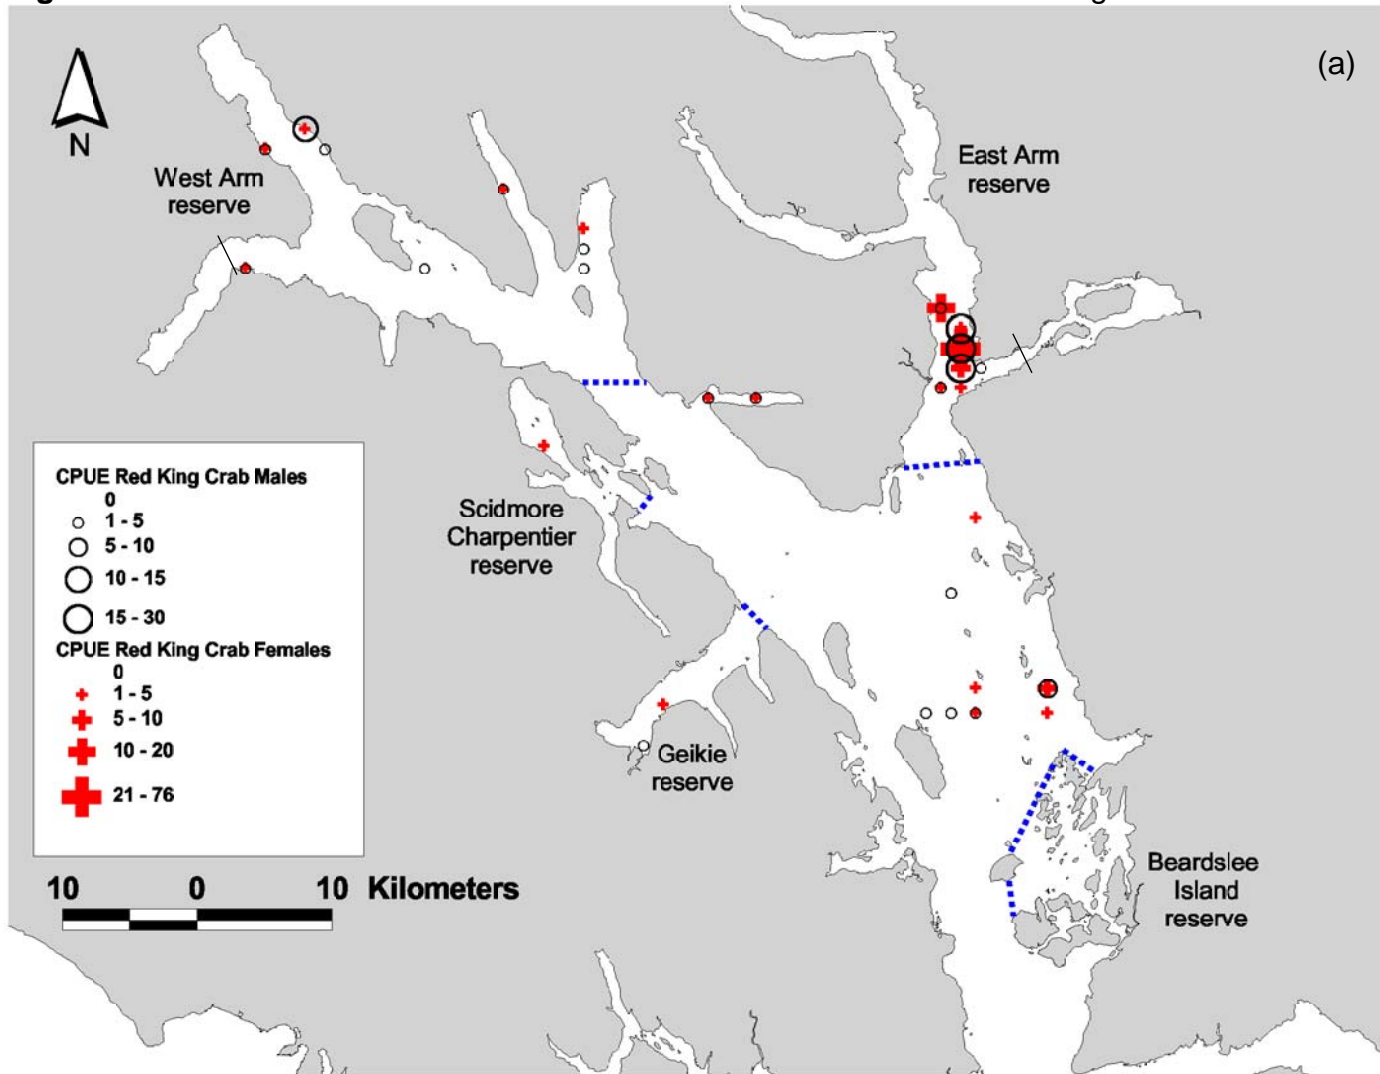 (a)
N
West Arm
reserve
East Arm
reserve
Scidmore
Charpentier
reserve
Geikie
reserve
Beardslee
Island
reserve
CPUE Red King Crab Males
0
1 - 5
5 - 10
10 - 15
15 - 30
CPUE Red King Crab Females
0
1 - 5
5 - 10
10 - 20
21 - 76
10 0 10 Kilometers